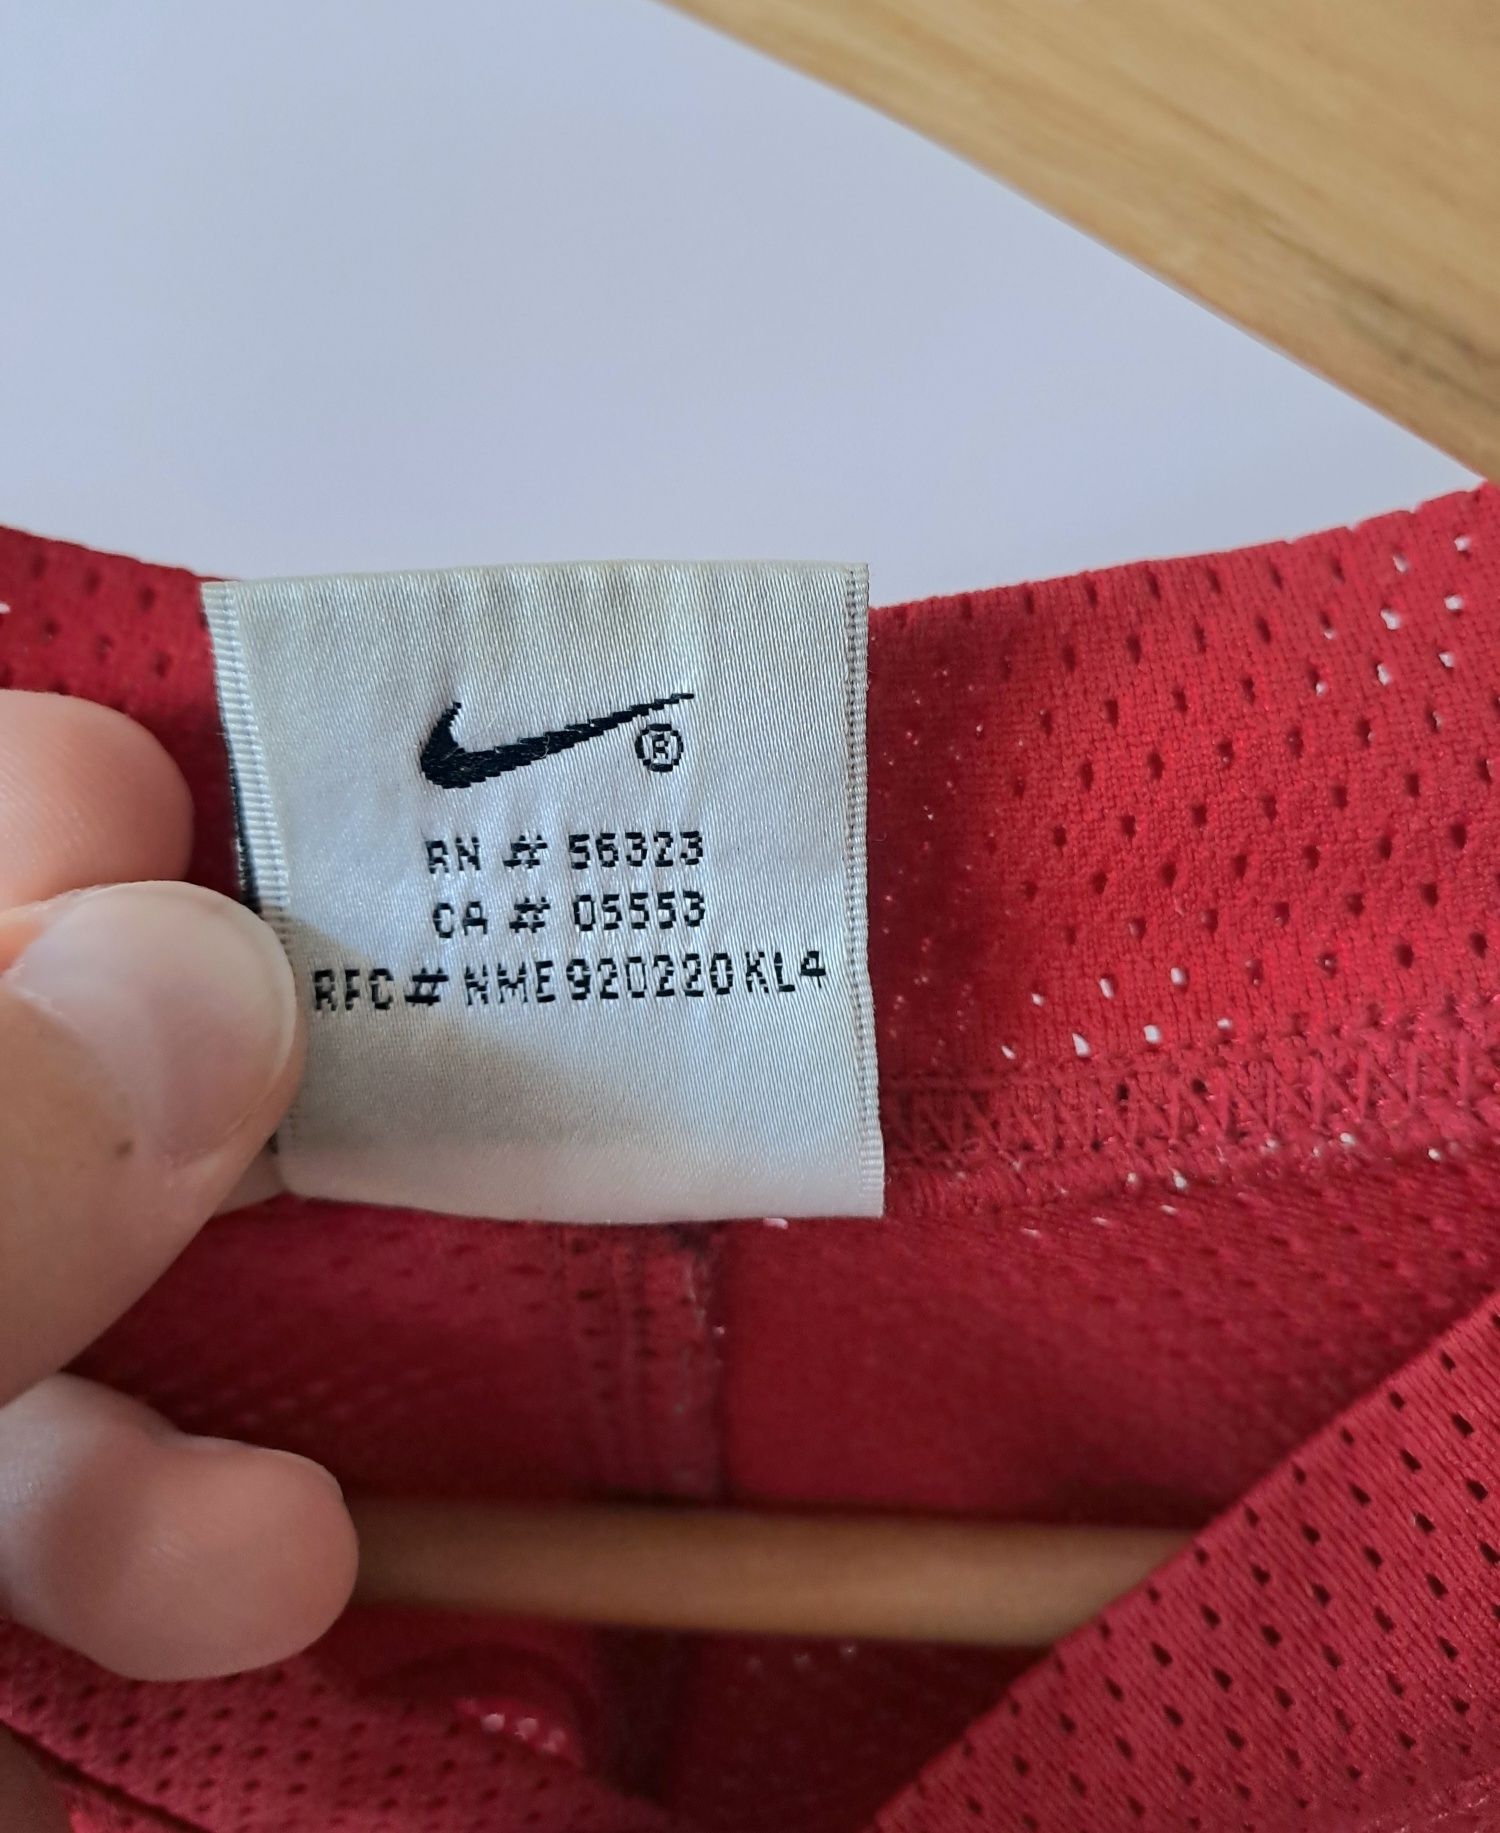 ®
RN # 56323
CA # 05553
RFC # NME920220KL4